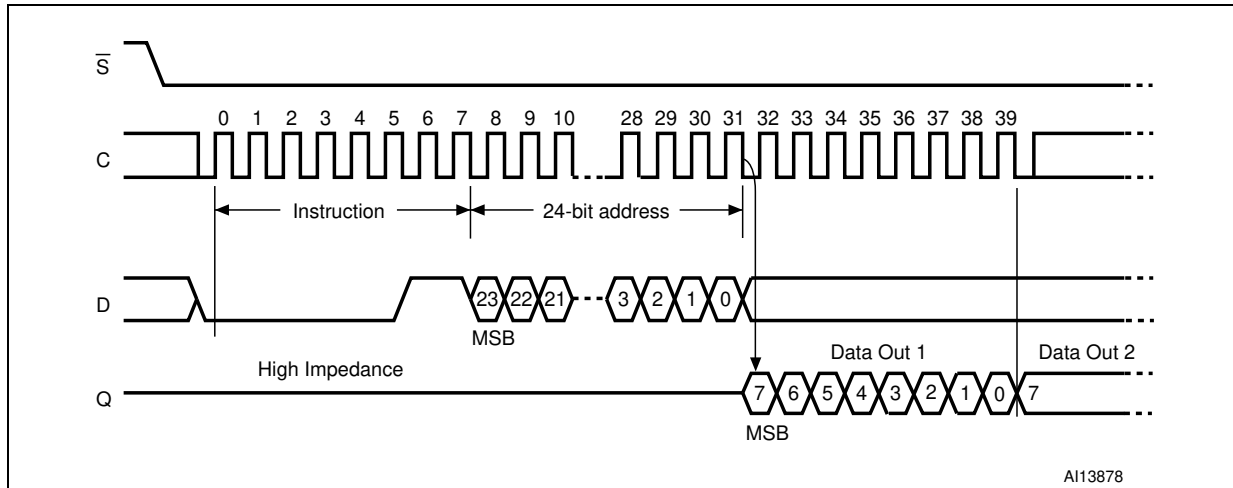 S
0 1 2 3 4 5 6 7 8 9 10 28 29 30 31 32 33 34 35 36 37 38 39
C
Instruction 24-bit address
D
23 22 21 3 2 1 0
MSB
Data Out 1 Data Out 2
High Impedance
Q
7 6 5 4 3 2 1 0 7
MSB
AI13878